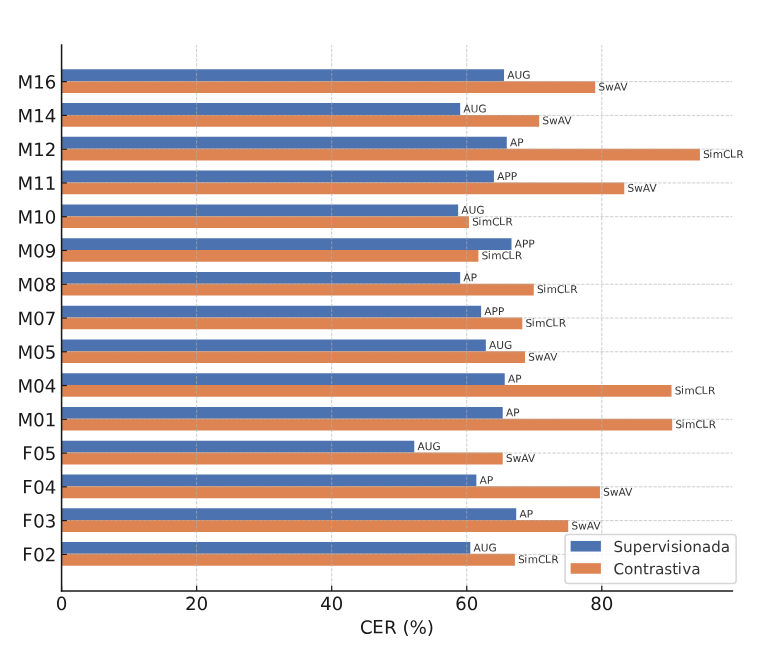 M16 AUG
SwAV
M14 AUG
SwAV
M12 AP
SimCLR
M11 APP
SwAV
M10 AUG
SimCLR
M09 APP
SimCLR
M08 AP
SimCLR
M07 APP
SimCLR
M05 AUG
SwAV
M04 AP
SimCLR
M01 AP
SimCLR
F05 AUG
SwAV
F04 AP
SwAV
F03 AP
SwAV
F02 AUG
SimCLR
Supervisionada
Contrastiva
0 20 40 60 80
CER (%)